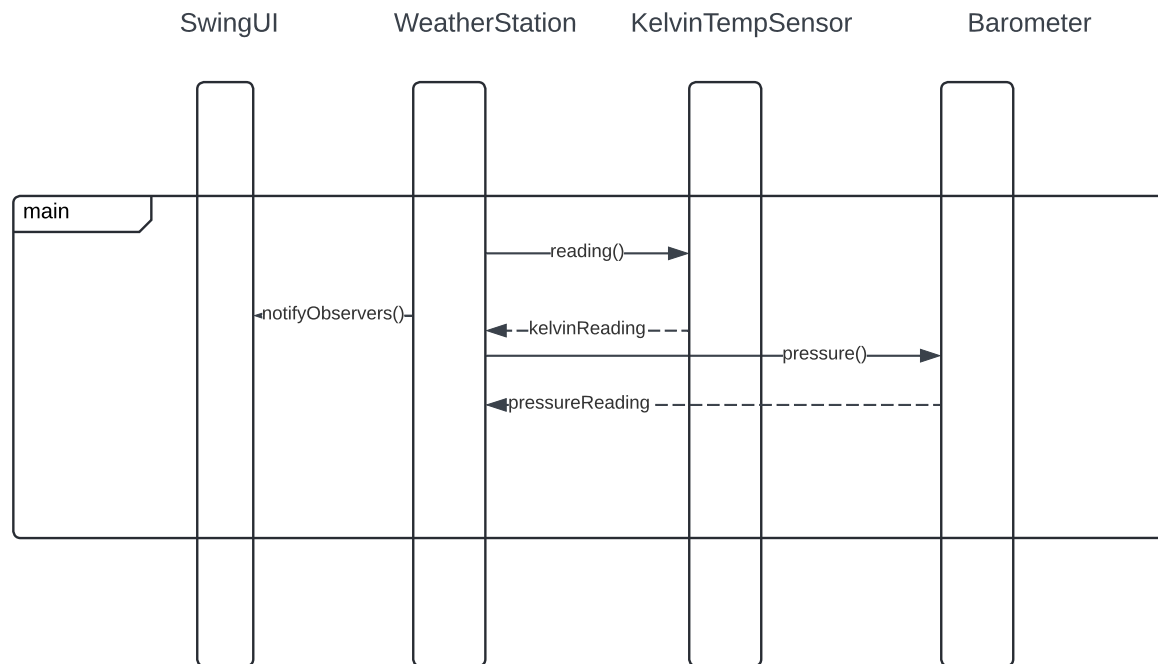 SwingUI
WeatherStation
KelvinTempSensor
Barometer
main
reading()
notifyObservers()
kelvinReading
pressure()
pressureReading